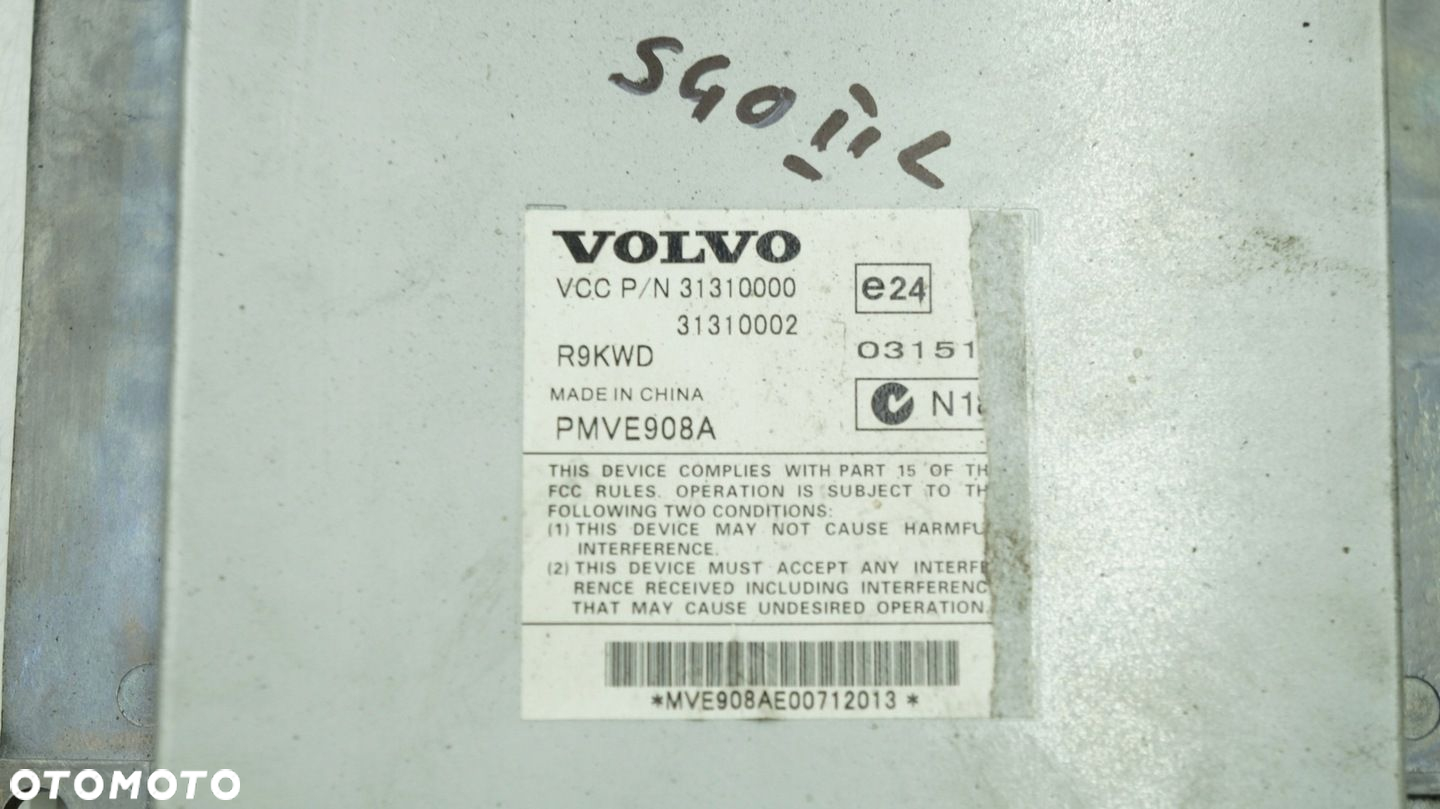 S40 II L
VOLVO
VCC P/N 31310000
31310002
R9KWD
MADE IN CHINA
PMVE908A
e24
03151
N18
THIS DEVICE COMPLIES WITH PART 15 OF TH
FCC RULES. OPERATION IS SUBJECT TO TH
FOLLOWING TWO CONDITIONS:
(1) THIS DEVICE MAY NOT CAUSE HARMFU
INTERFERENCE.
(2) THIS DEVICE MUST ACCEPT ANY INTERFE
RENCE RECEIVED INCLUDING INTERFERENC
THAT MAY CAUSE UNDESIRED OPERATION.
*MVE908AE00712013*
OTOMOTO